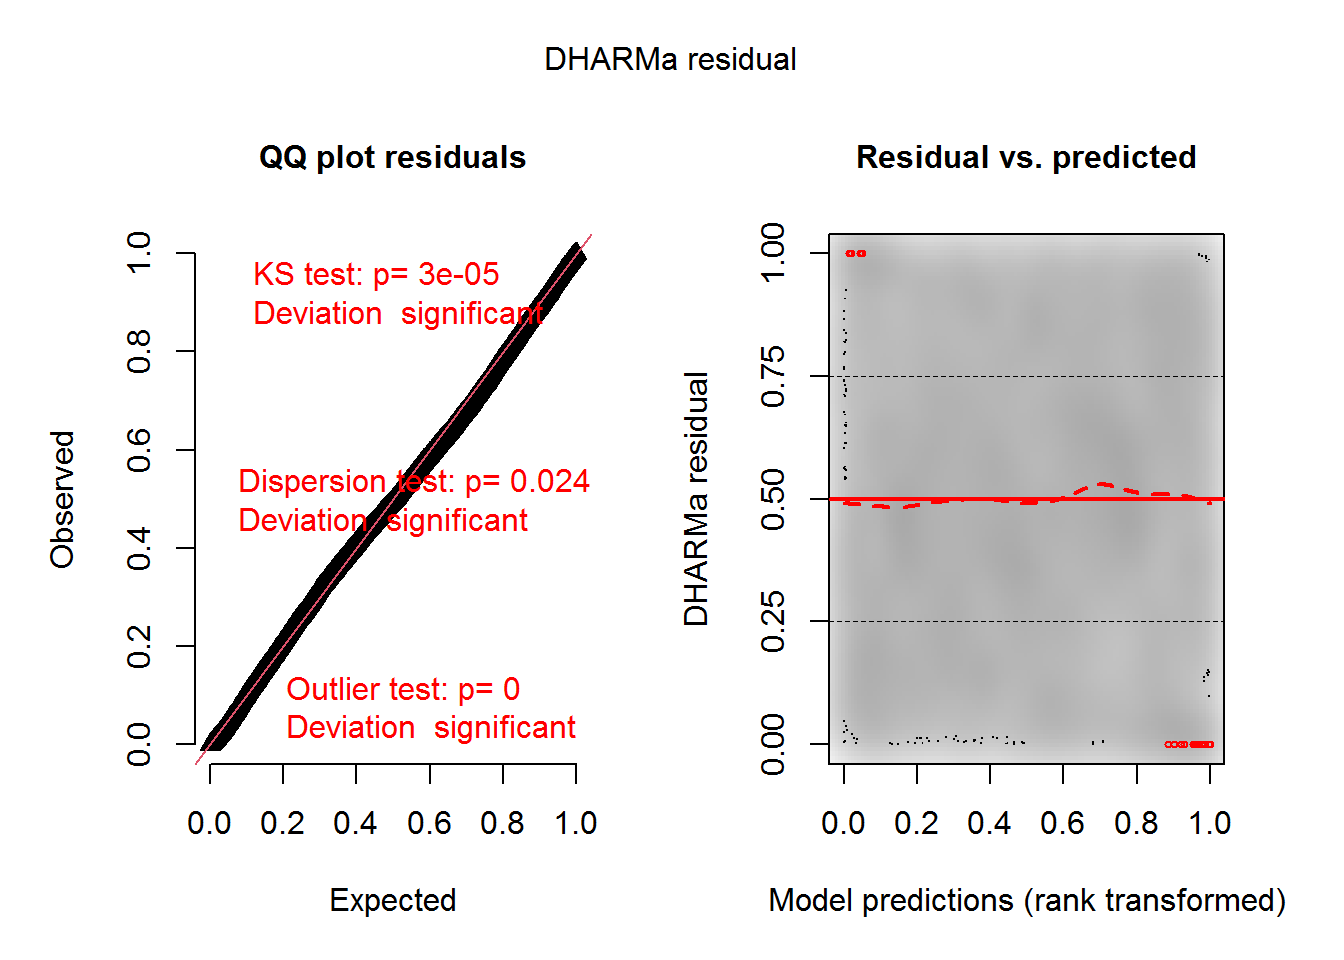 DHARMa residual
QQ plot residuals
KS test: p= 3e-05
Deviation  significant
Dispersion test: p= 0.024
Deviation  significant
Outlier test: p= 0
Deviation  significant
Observed
0.0
0.2
0.4
0.6
0.8
1.0
0.0 0.2 0.4 0.6 0.8 1.0
Expected
Residual vs. predicted
DHARMa residual
0.00
0.25
0.50
0.75
1.00
0.0 0.2 0.4 0.6 0.8 1.0
Model predictions (rank transformed)